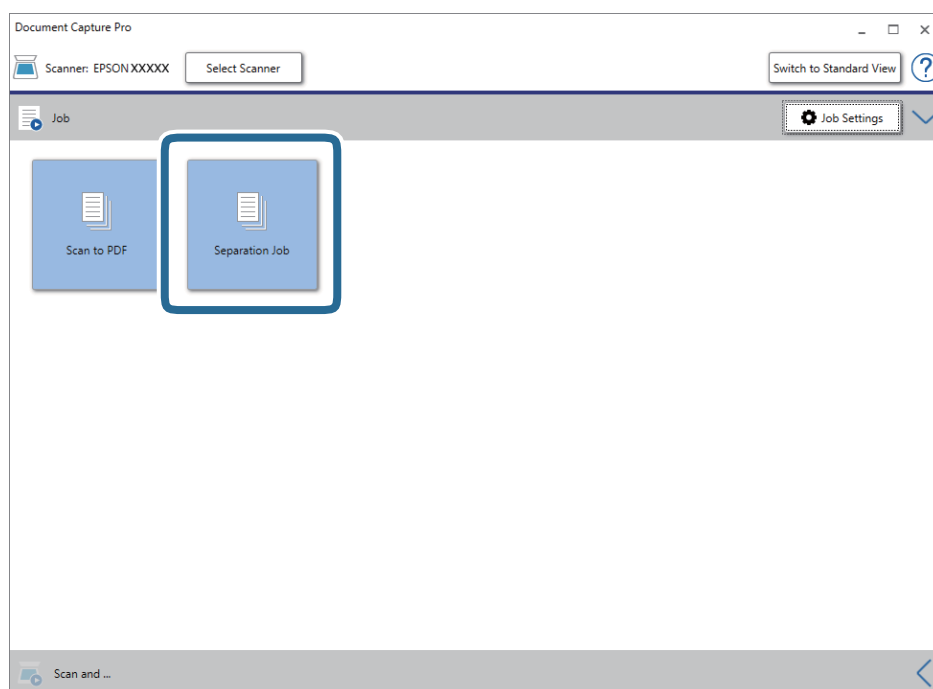 Document Capture Pro
Scanner: EPSON XXXXX
Select Scanner
Switch to Standard View
?
Job
Job Settings
Scan to PDF
Separation Job
Scan and ...